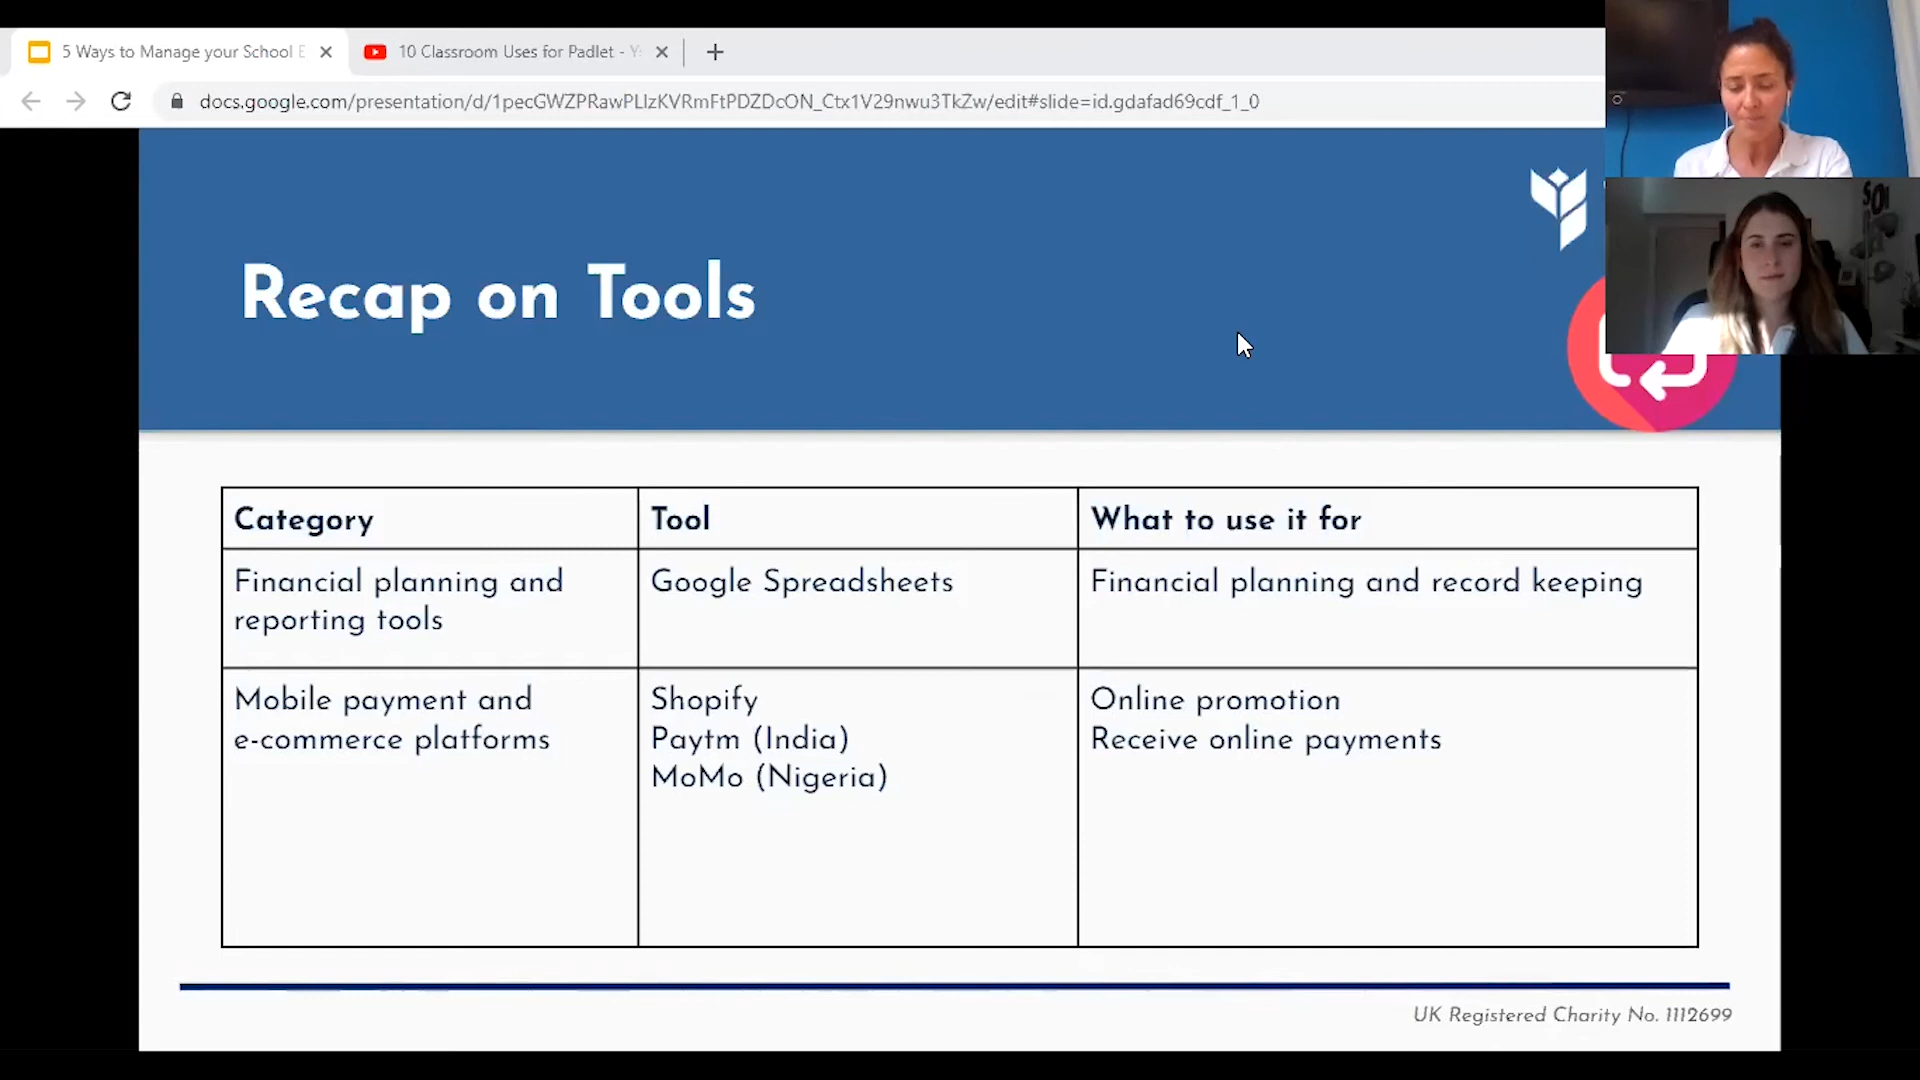 5 Ways to Manage your School E
10 Classroom Uses for Padlet - Y
docs.google.com/presentation/d/1pecGWZPRawPLIzKVRmFtPDZDcON_Ctx1V29nwu3TkZw/edit#slide=id.gdafad69cdf_1_0
Recap on Tools
Category
Tool
What to use it for
Financial planning and
reporting tools
Google Spreadsheets
Financial planning and record keeping
Mobile payment and
e-commerce platforms
Shopify
Paytm (India)
MoMo (Nigeria)
Online promotion
Receive online payments
UK Registered Charity No. 1112699